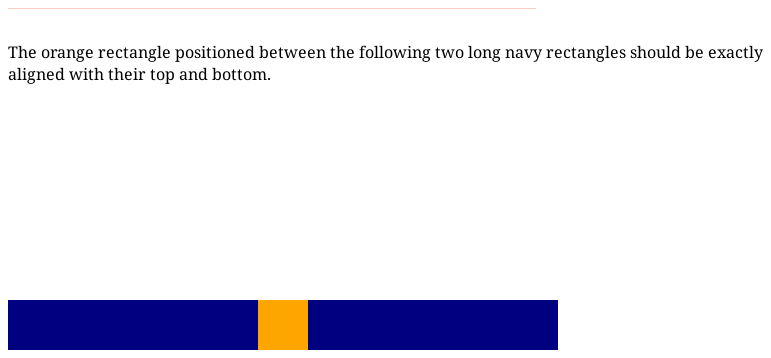 The orange rectangle positioned between the following two long navy rectangles should be exactly
aligned with their top and bottom.